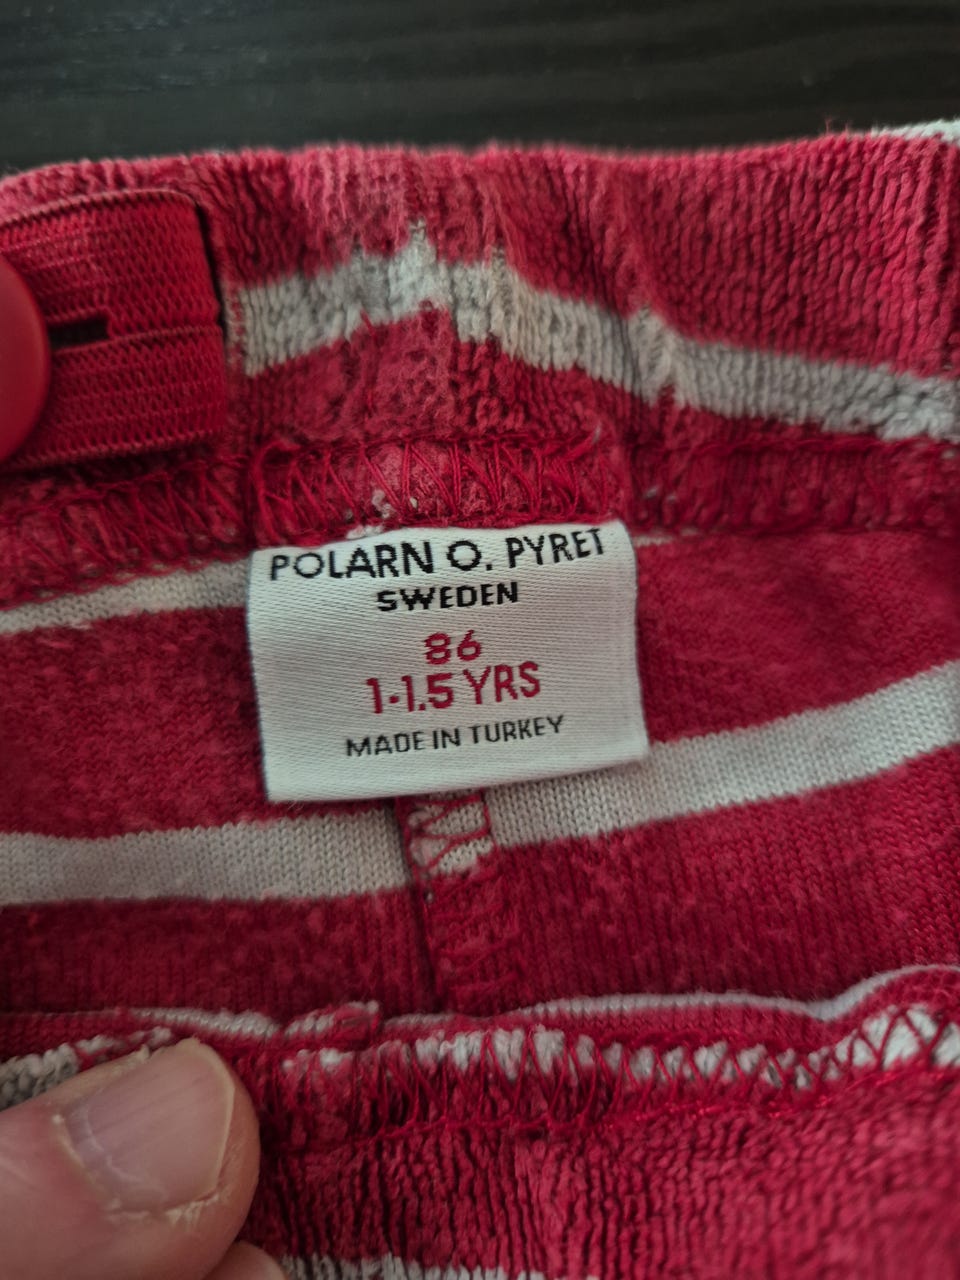 POLARN O. PYRET
SWEDEN
86
1-1.5 YRS
MADE IN TURKEY